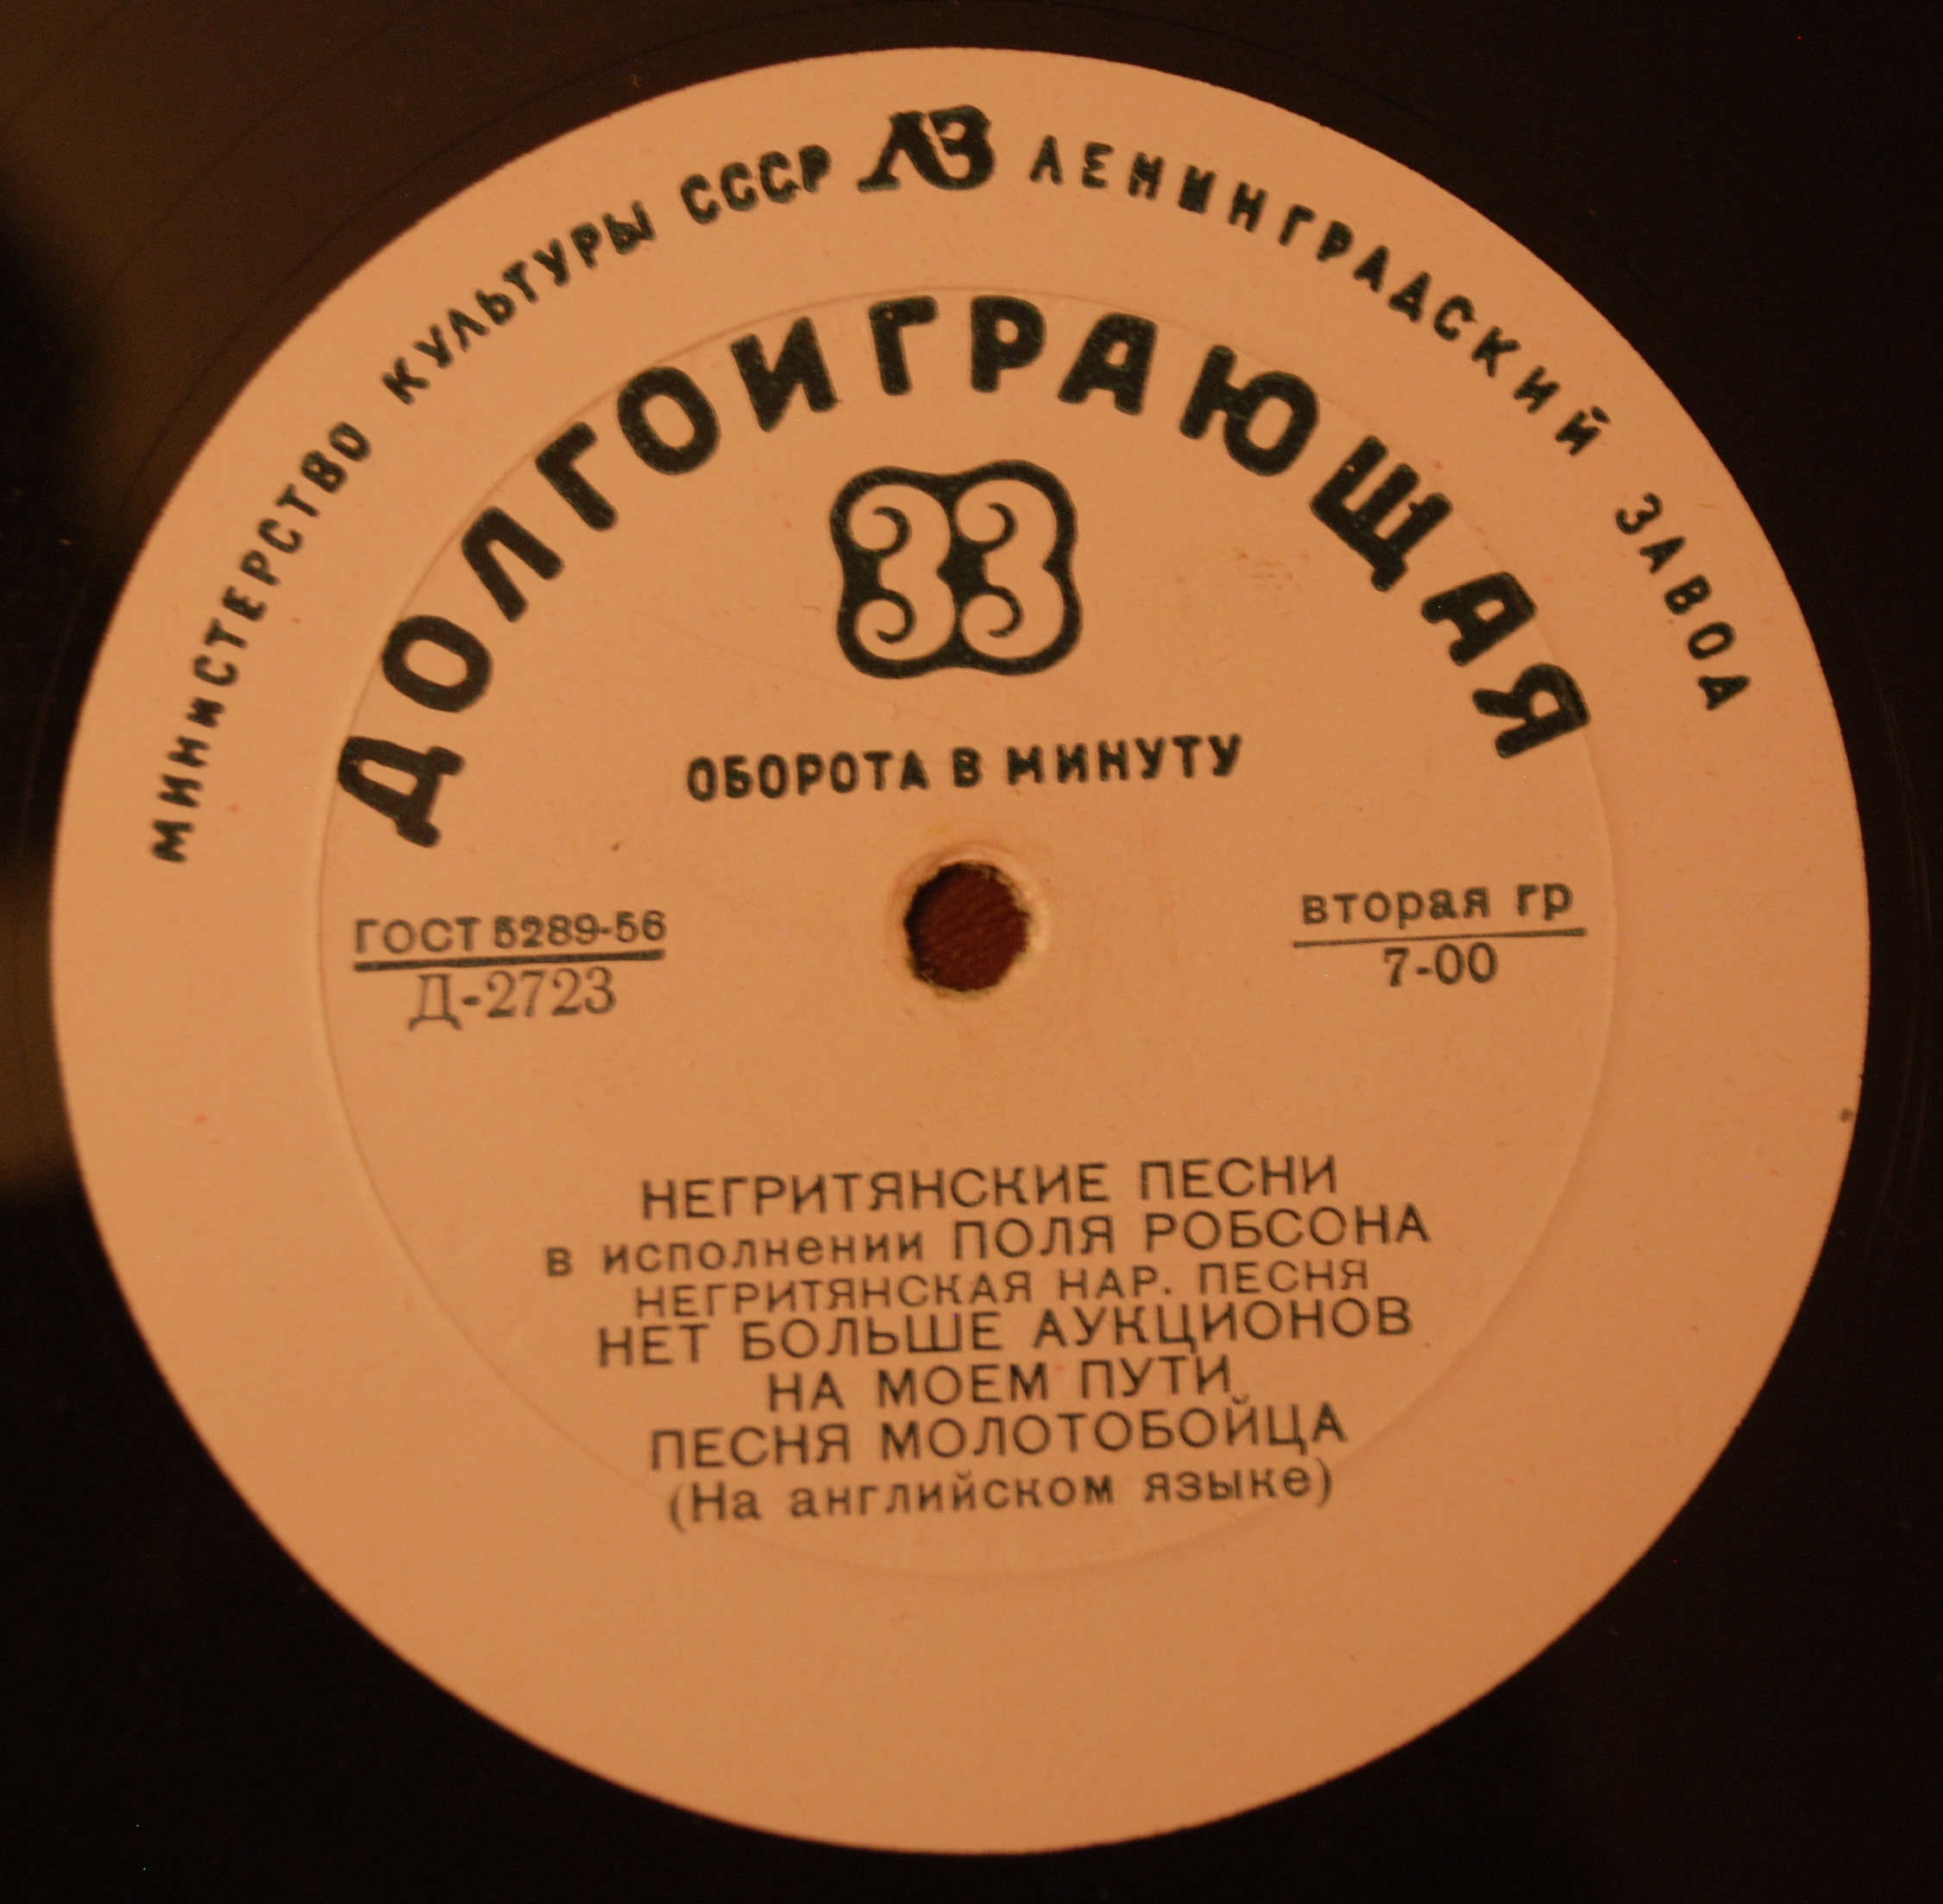 МИНИСТЕРСТВО КУЛЬТУРЫ СССР ЛЗ ЛЕНИНГРАДСКИЙ ЗАВОД
ДОЛГОИГРАЮЩАЯ
33
ОБОРОТА В МИНУТУ
ГОСТ 5289-56
Д-2723
вторая гр
7-00
НЕГРИТЯНСКИЕ ПЕСНИ
в исполнении ПОЛЯ РОБСОНА
НЕГРИТЯНСКАЯ НАР. ПЕСНЯ
НЕТ БОЛЬШЕ АУКЦИОНОВ
НА МОЕМ ПУТИ
ПЕСНЯ МОЛОТОБОЙЦА
(На английском языке)